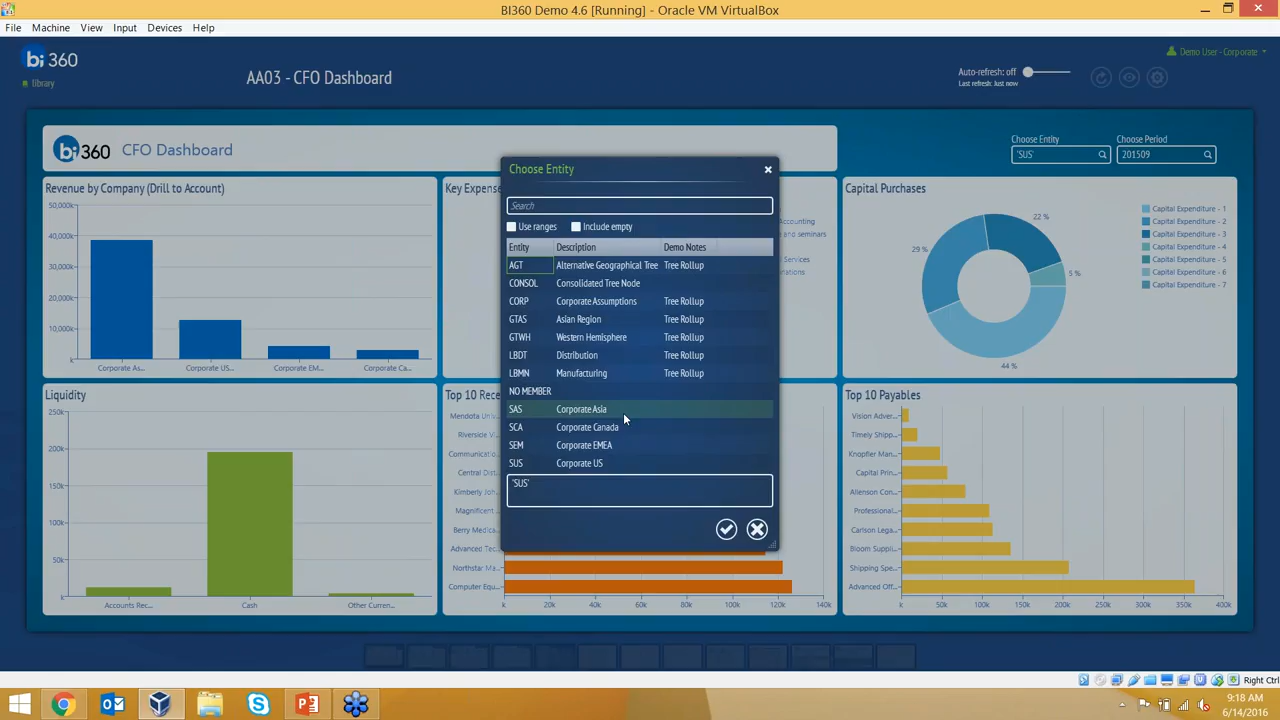 BI360 Demo 4.6 [Running] - Oracle VM VirtualBox
File Machine View Input Devices Help
bi360
library
AA03 - CFO Dashboard
Auto-refresh: off
Last refresh: Just now
Demo User - Corporate
bi360 CFO Dashboard
Choose Entity
'SUS'
Choose Period
201509
Revenue by Company (Drill to Account)
50,000k
40,000k
30,000k
20,000k
10,000k
k
Corporate As...
Corporate US...
Corporate EM...
Corporate Ca...
Key Expens
Accounting
and seminars
Services
tations
Capital Purchases
22 %
29 %
5 %
44 %
Capital Expenditure - 1
Capital Expenditure - 2
Capital Expenditure - 3
Capital Expenditure - 4
Capital Expenditure - 5
Capital Expenditure - 6
Capital Expenditure - 7
Choose Entity
Search
Use ranges
Include empty
Entity Description Demo Notes
AGT Alternative Geographical Tree Tree Rollup
CONSOL Consolidated Tree Node
CORP Corporate Assumptions Tree Rollup
GTAS Asian Region Tree Rollup
GTWH Western Hemisphere Tree Rollup
LBDT Distribution Tree Rollup
LBMN Manufacturing Tree Rollup
NO MEMBER
SAS Corporate Asia
SCA Corporate Canada
SEM Corporate EMEA
SUS Corporate US
'SUS'
Liquidity
250k
200k
150k
100k
50k
k
Accounts Rec...
Cash
Other Curren...
Top 10 Rece
Mendota Univ
Riverside V
Communication
Central Dist
Kimberly Joh
Magnificent
Berry Medica
Advanced Tec
Northstar Ma...
Computer Equ...
k 20k 40k 60k 80k 100k 120k 140k
Top 10 Payables
Vision Adver...
Timely Shipp...
Knopfler Man...
Capital Prin...
Allenson Con...
Professional...
Carlson Lega...
Bloom Suppli...
Shipping Spe...
Advanced Off...
k 50k 100k 150k 200k 250k 300k 350k 400k
Right Ctrl
9:18 AM
6/14/2016